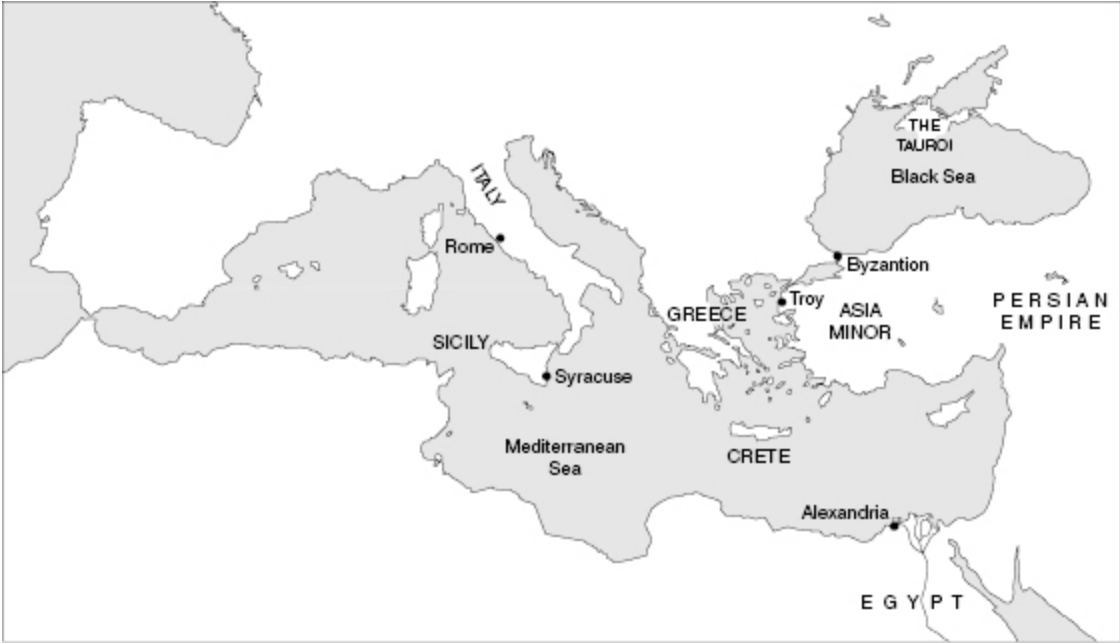 THE
TAUROI
Black Sea
ITALY
Rome
Byzantion
Troy
PERSIAN
EMPIRE
ASIA
MINOR
GREECE
SICILY
Syracuse
Mediterranean
Sea
CRETE
Alexandria
EGYPT